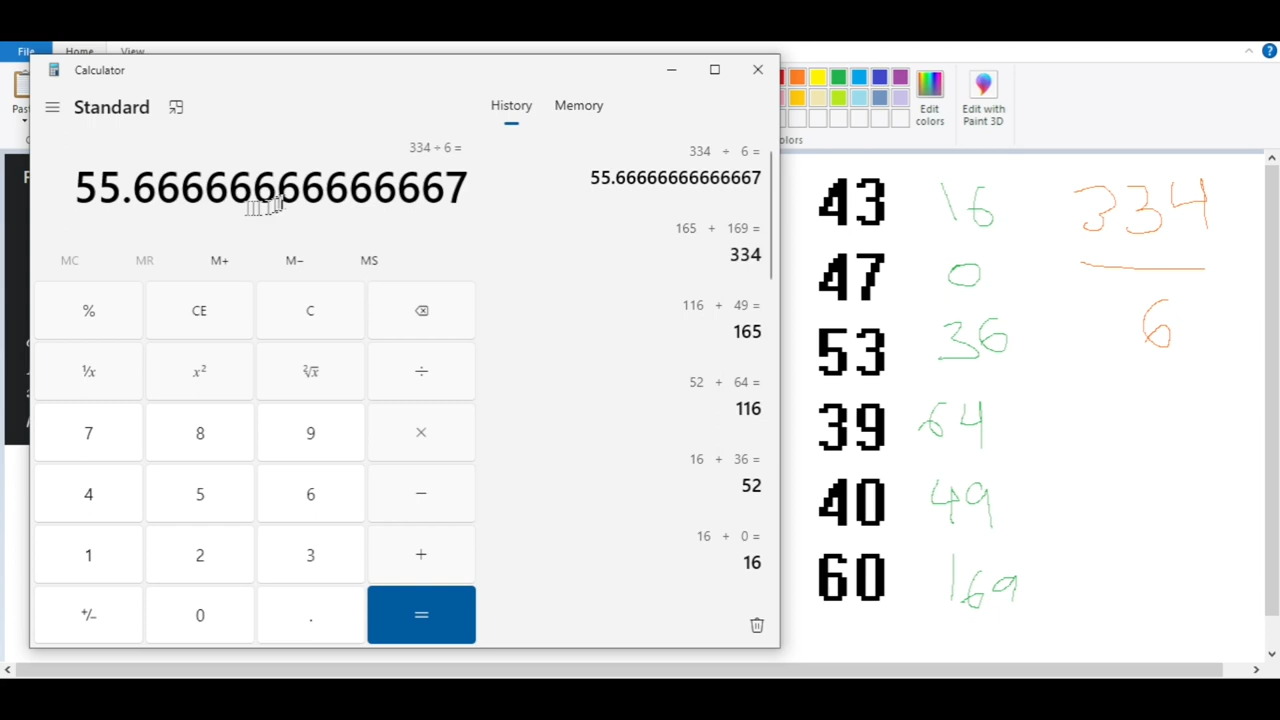 File Home View
Calculator
Standard
History Memory
334 ÷ 6 =
55.66666666666667
MC MR M+ M− MS
% CE C
⅟x x² ²√x ÷
7 8 9 ×
4 5 6 −
1 2 3 +
+/− 0 . =
334 ÷ 6 =
55.66666666666667
165 + 169 =
334
116 + 49 =
165
52 + 64 =
116
16 + 36 =
52
16 + 0 =
16
Edit colors
Edit with Paint 3D
43 16
47 0
53 36
39 64
40 49
60 169
334
6